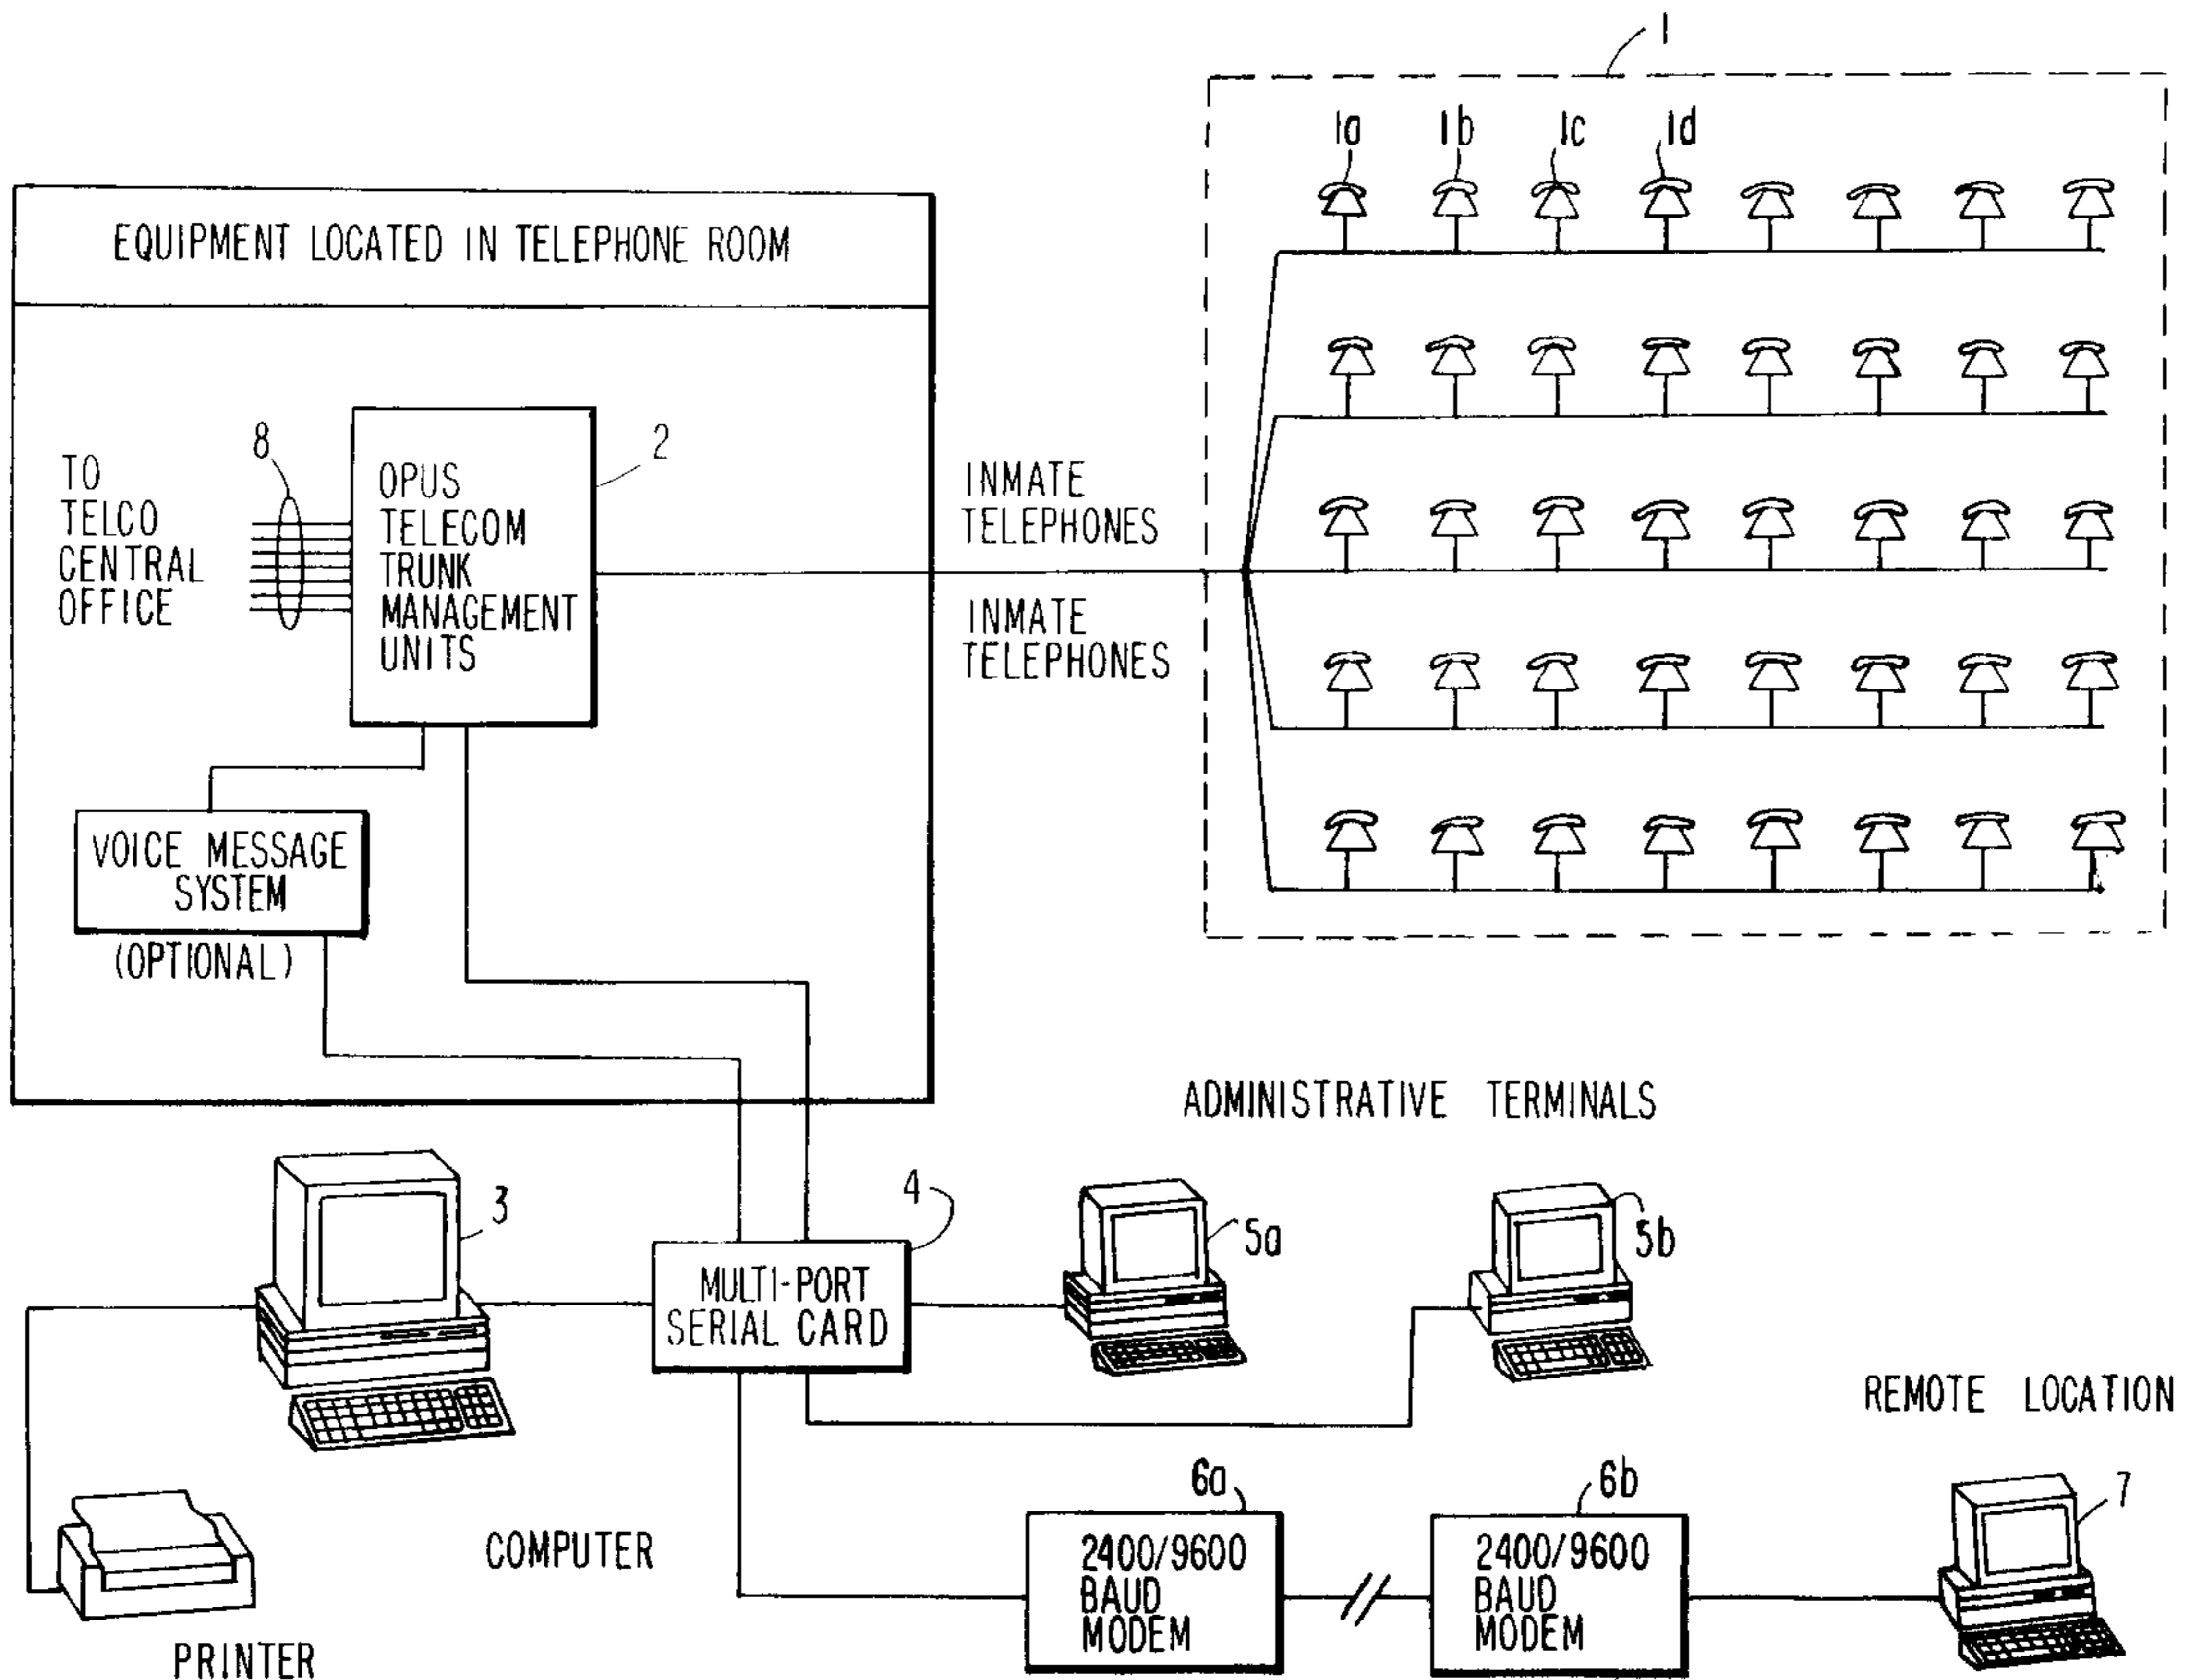 1
1a 1b 1c 1d
EQUIPMENT LOCATED IN TELEPHONE ROOM
TO
TELCO
CENTRAL
OFFICE
8
OPUS
TELECOM
TRUNK
MANAGEMENT
UNITS
2
INMATE
TELEPHONES
INMATE
TELEPHONES
VOICE MESSAGE
SYSTEM
(OPTIONAL)
ADMINISTRATIVE TERMINALS
3
4
MULTI-PORT
SERIAL CARD
5a
5b
REMOTE LOCATION
COMPUTER
PRINTER
6a
2400/9600
BAUD
MODEM
6b
2400/9600
BAUD
MODEM
7